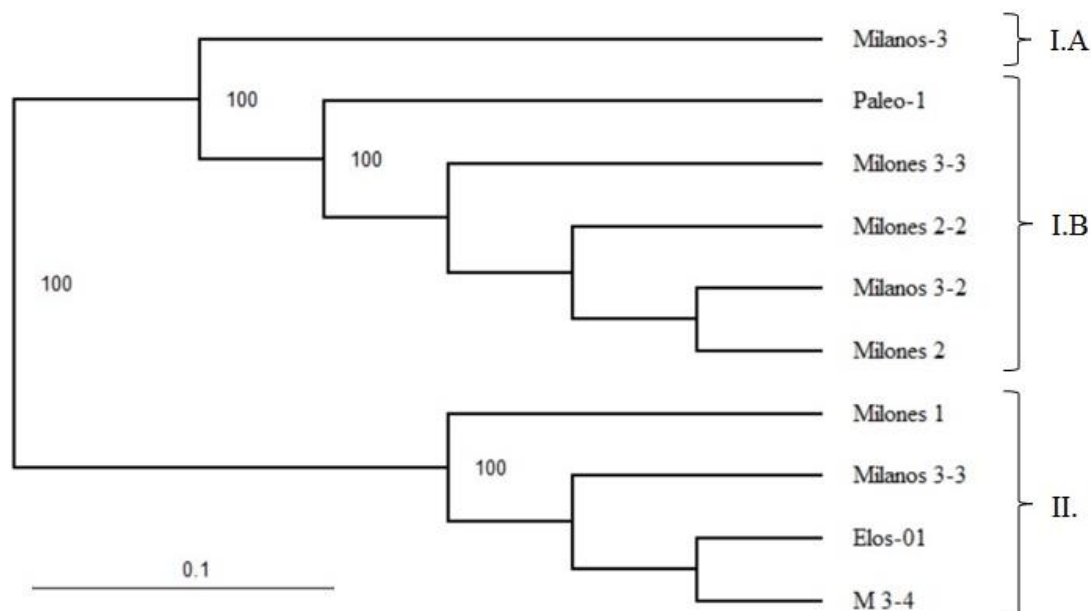 Milanos-3
I.A
100
Paleo-1
100
Milones 3-3
Milones 2-2
I.B
100
Milanos 3-2
Milones 2
Milones 1
100
Milanos 3-3
II.
Elos-01
0.1
M 3-4